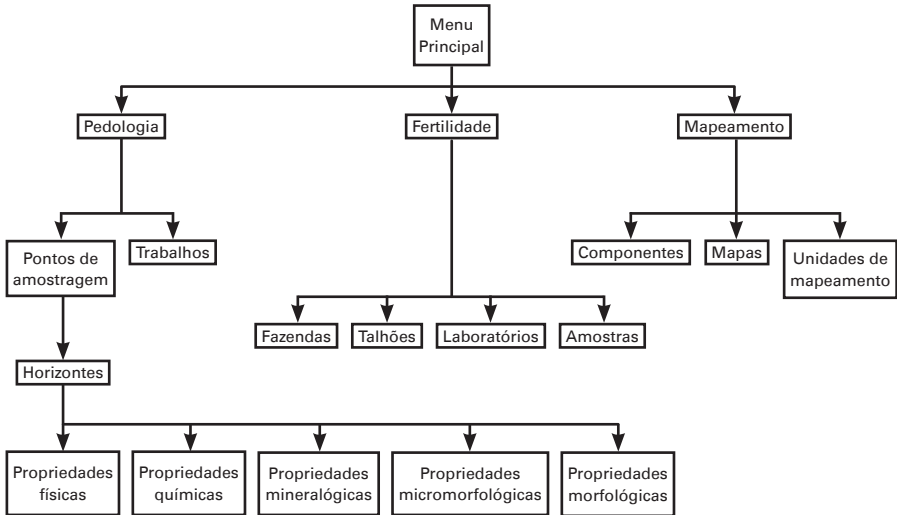 Menu
Principal
Pedologia
Fertilidade
Mapeamento
Pontos de
amostragem
Trabalhos
Componentes
Mapas
Unidades de
mapeamento
Fazendas
Talhões
Laboratórios
Amostras
Horizontes
Propriedades
físicas
Propriedades
químicas
Propriedades
mineralógicas
Propriedades
micromorfológicas
Propriedades
morfológicas